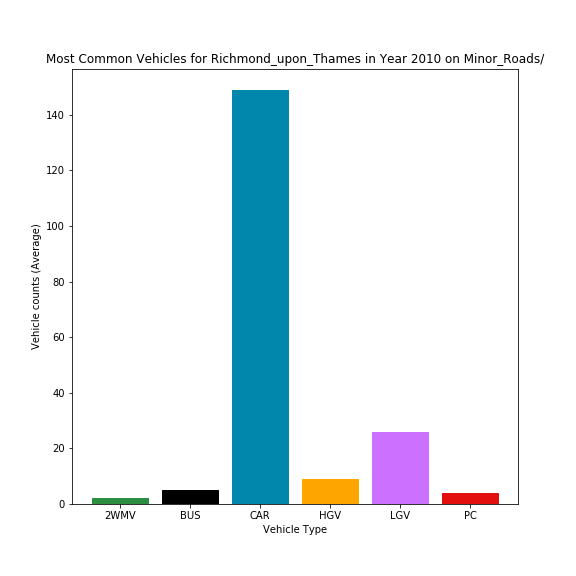 Most Common Vehicles for Richmond_upon_Thames in Year 2010 on Minor_Roads/
Vehicle counts (Average)
140
120
100
80
60
40
20
0
2WMV BUS CAR HGV LGV PC
Vehicle Type